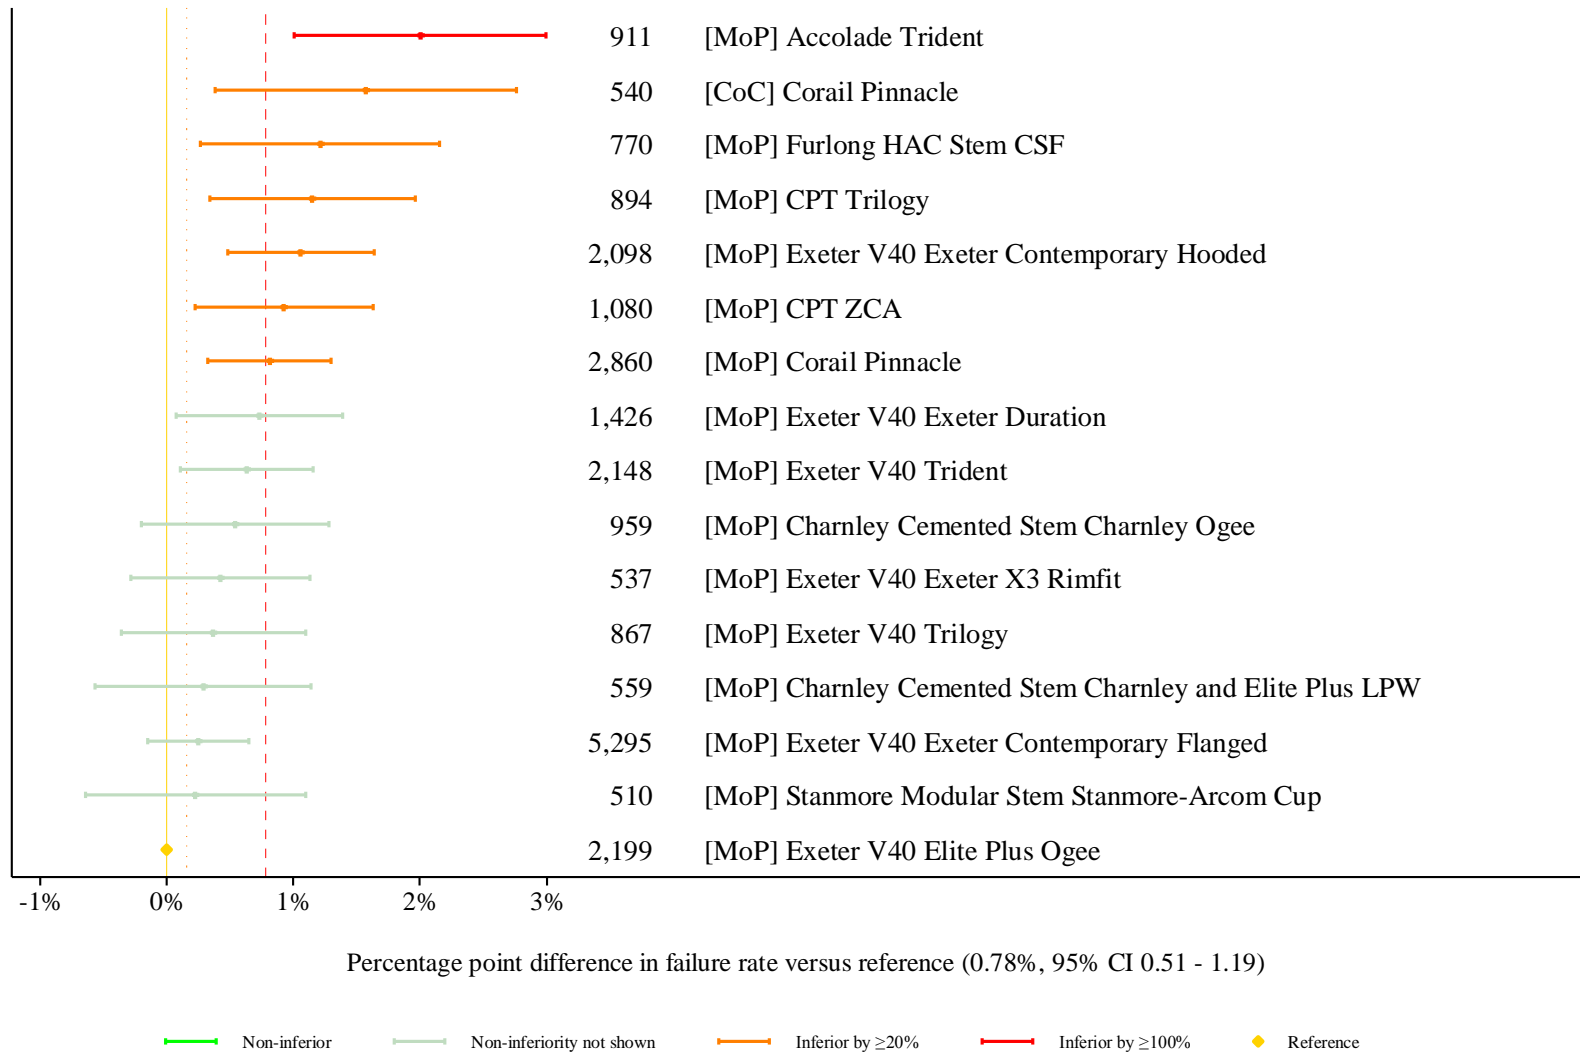 911 [MoP] Accolade Trident
540 [CoC] Corail Pinnacle
770 [MoP] Furlong HAC Stem CSF
894 [MoP] CPT Trilogy
2,098 [MoP] Exeter V40 Exeter Contemporary Hooded
1,080 [MoP] CPT ZCA
2,860 [MoP] Corail Pinnacle
1,426 [MoP] Exeter V40 Exeter Duration
2,148 [MoP] Exeter V40 Trident
959 [MoP] Charnley Cemented Stem Charnley Ogee
537 [MoP] Exeter V40 Exeter X3 Rimfit
867 [MoP] Exeter V40 Trilogy
559 [MoP] Charnley Cemented Stem Charnley and Elite Plus LPW
5,295 [MoP] Exeter V40 Exeter Contemporary Flanged
510 [MoP] Stanmore Modular Stem Stanmore-Arcom Cup
2,199 [MoP] Exeter V40 Elite Plus Ogee
-1% 0% 1% 2% 3%
Percentage point difference in failure rate versus reference (0.78%, 95% CI 0.51 - 1.19)
Non-inferior Non-inferiority not shown Inferior by ≥20% Inferior by ≥100% Reference